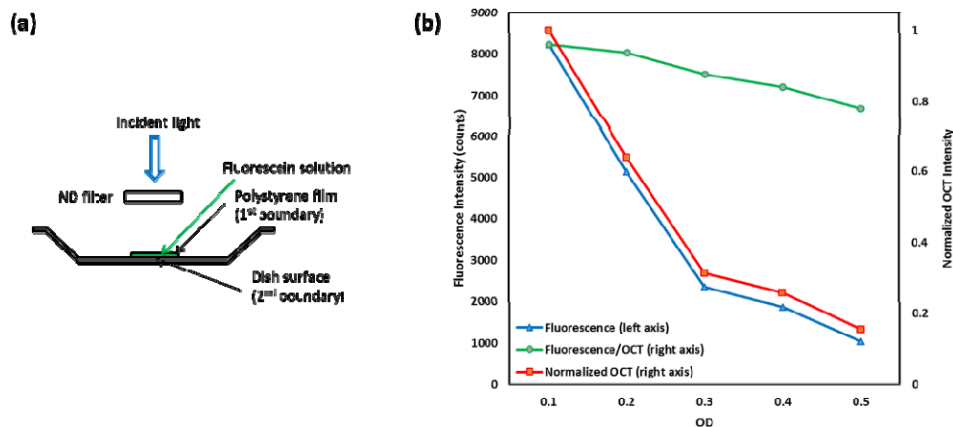 (a)
Incident light
Fluorescein solution
ND filter
Polystyrene film
(1st boundary)
Dish surface
(2nd boundary)
(b)
9000
8000
7000
6000
5000
4000
3000
2000
1000
0
Fluorescence Intensity (counts)
Fluorescence (left axis)
Fluorescence/OCT (right axis)
Normalized OCT (right axis)
0.1
0.2
0.3
0.4
0.5
OD
1
0.8
0.6
0.4
0.2
0
Normalized OCT Intensity